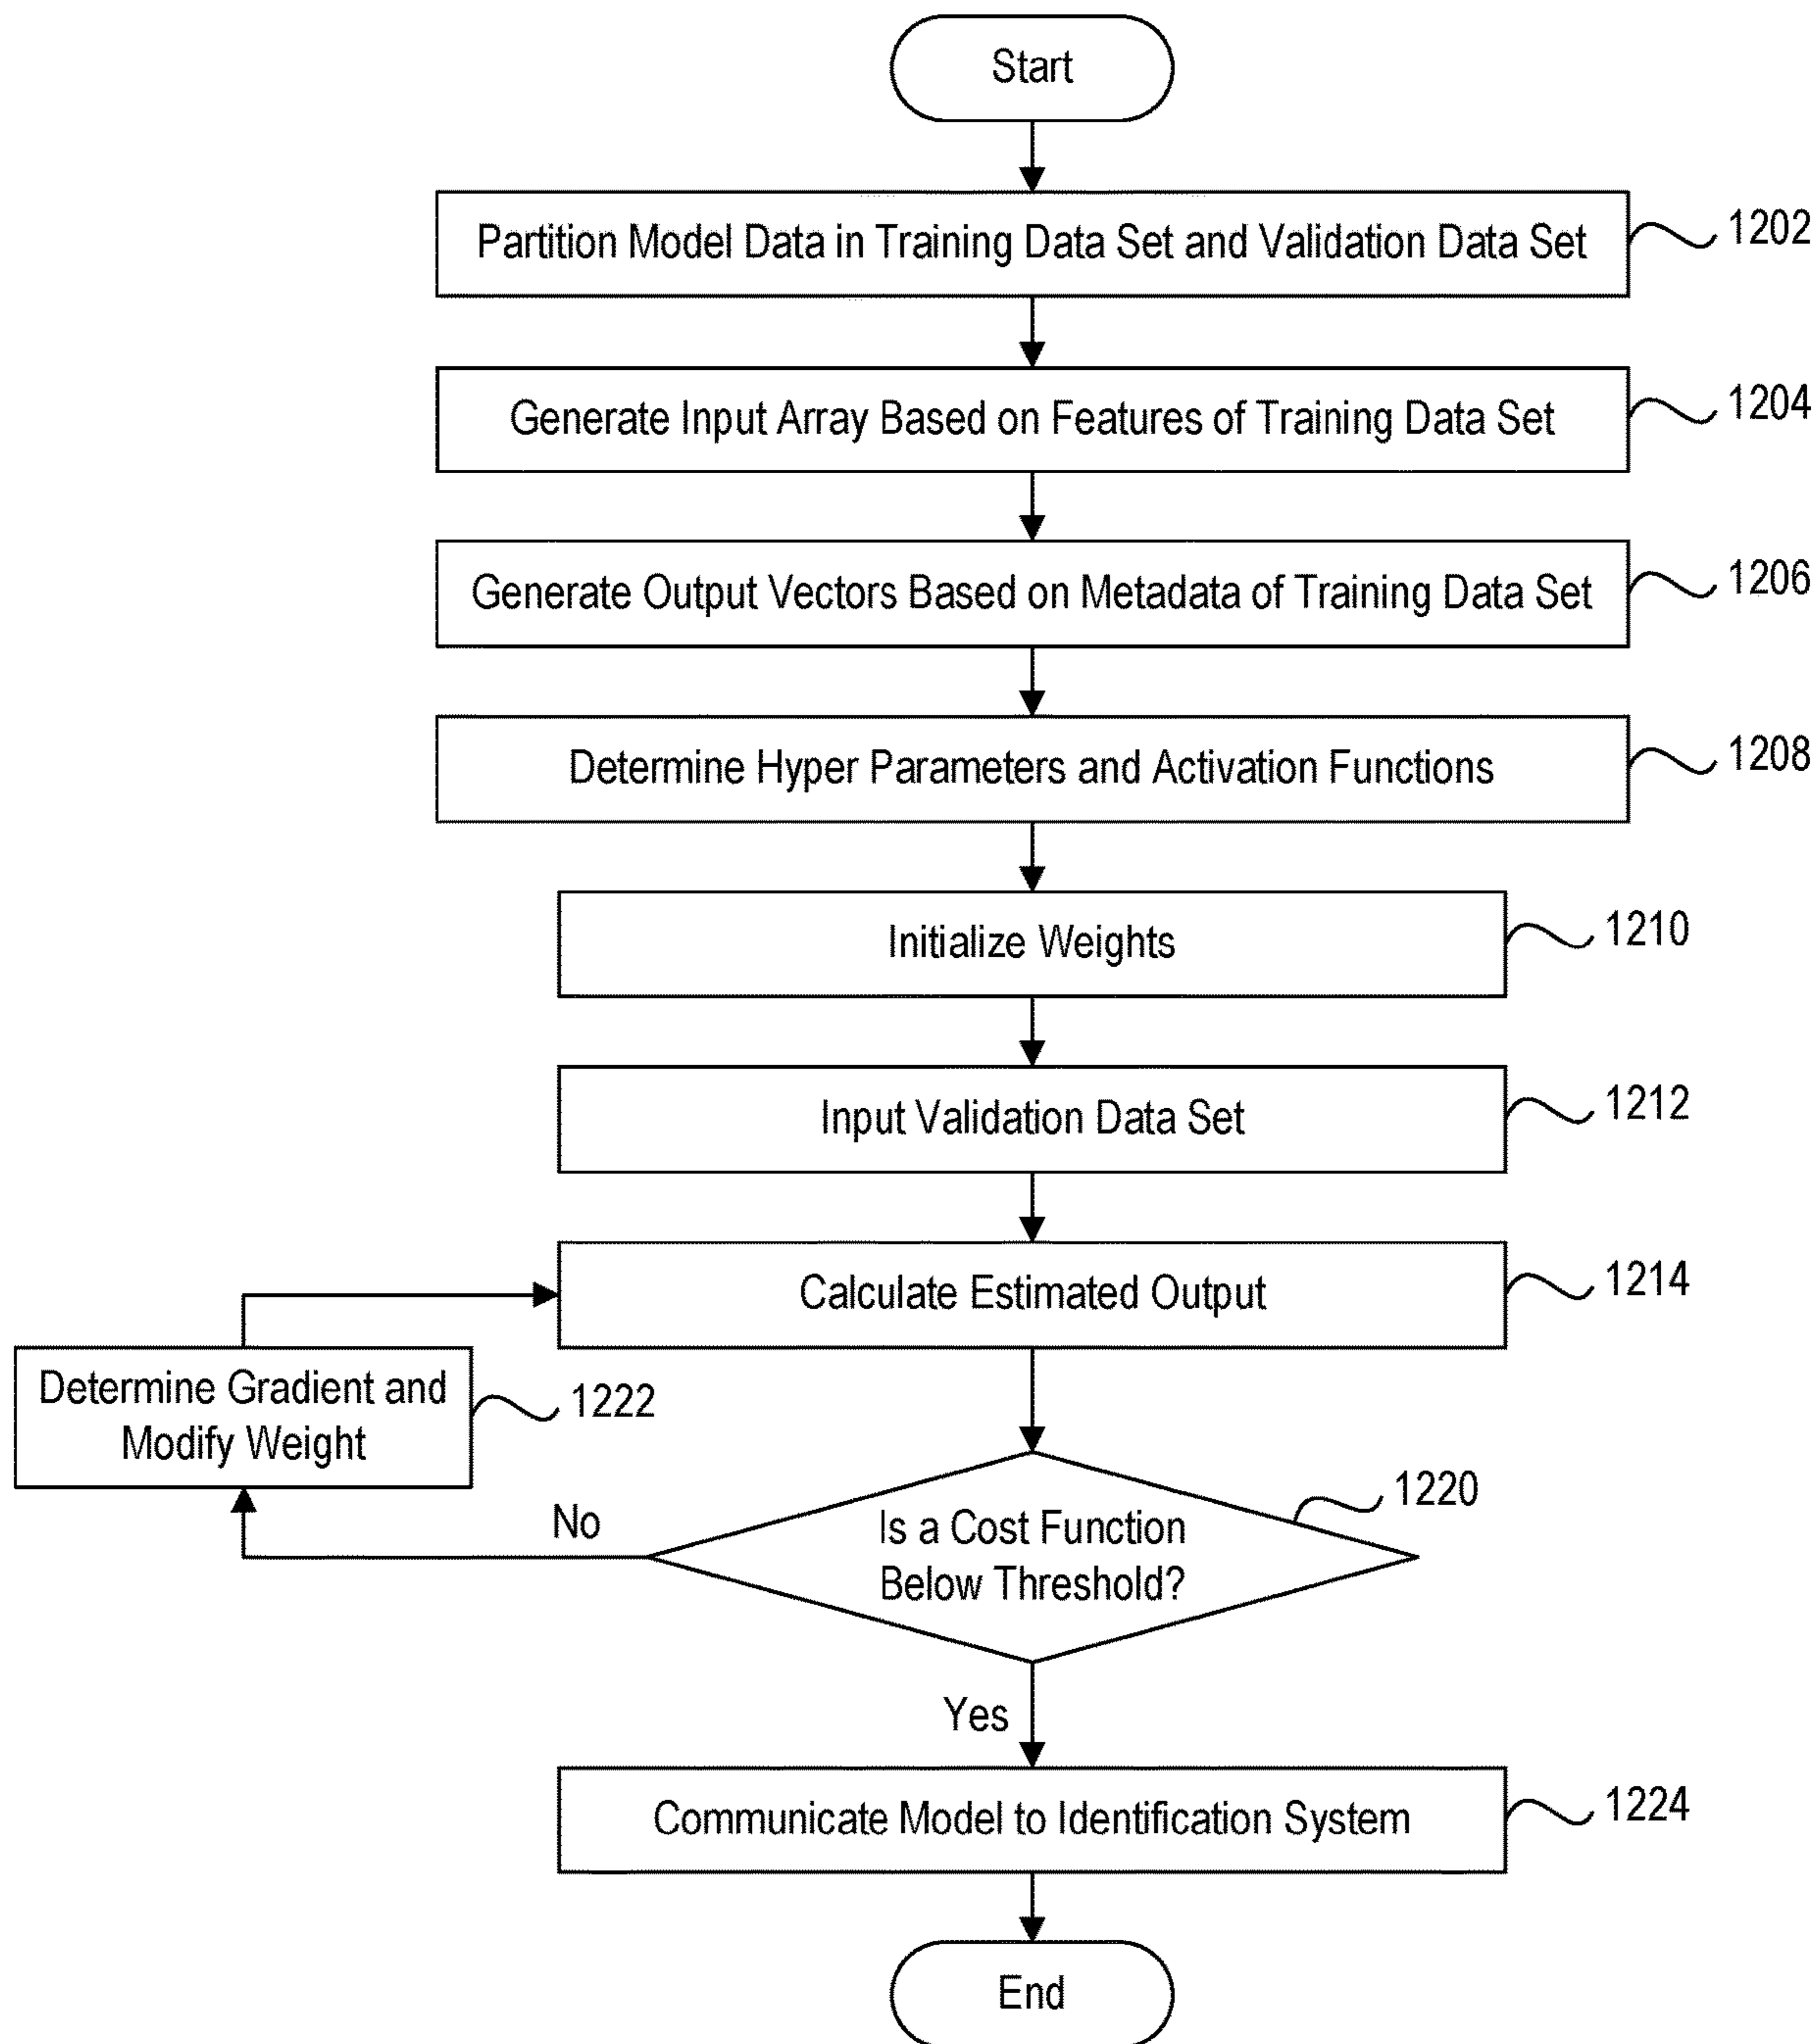 Start
Partition Model Data in Training Data Set and Validation Data Set
1202
Generate Input Array Based on Features of Training Data Set
1204
Generate Output Vectors Based on Metadata of Training Data Set
1206
Determine Hyper Parameters and Activation Functions
1208
Initialize Weights
1210
Input Validation Data Set
1212
Calculate Estimated Output
1214
Determine Gradient and
Modify Weight
1222
Is a Cost Function
Below Threshold?
1220
No
Yes
Communicate Model to Identification System
1224
End